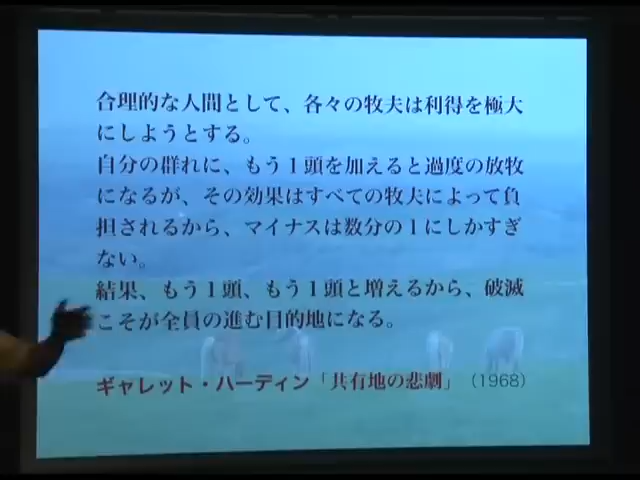 合理的な人間として、各々の牧夫は利得を極大
にしようとする。
自分の群れに、もう１頭を加えると過度の放牧
になるが、その効果はすべての牧夫によって負
担されるから、マイナスは数分の１にしかすぎ
ない。
結果、もう１頭、もう１頭と増えるから、破滅
こそが全員の進む目的地になる。
ギャレット・ハーディン「共有地の悲劇」（1968）